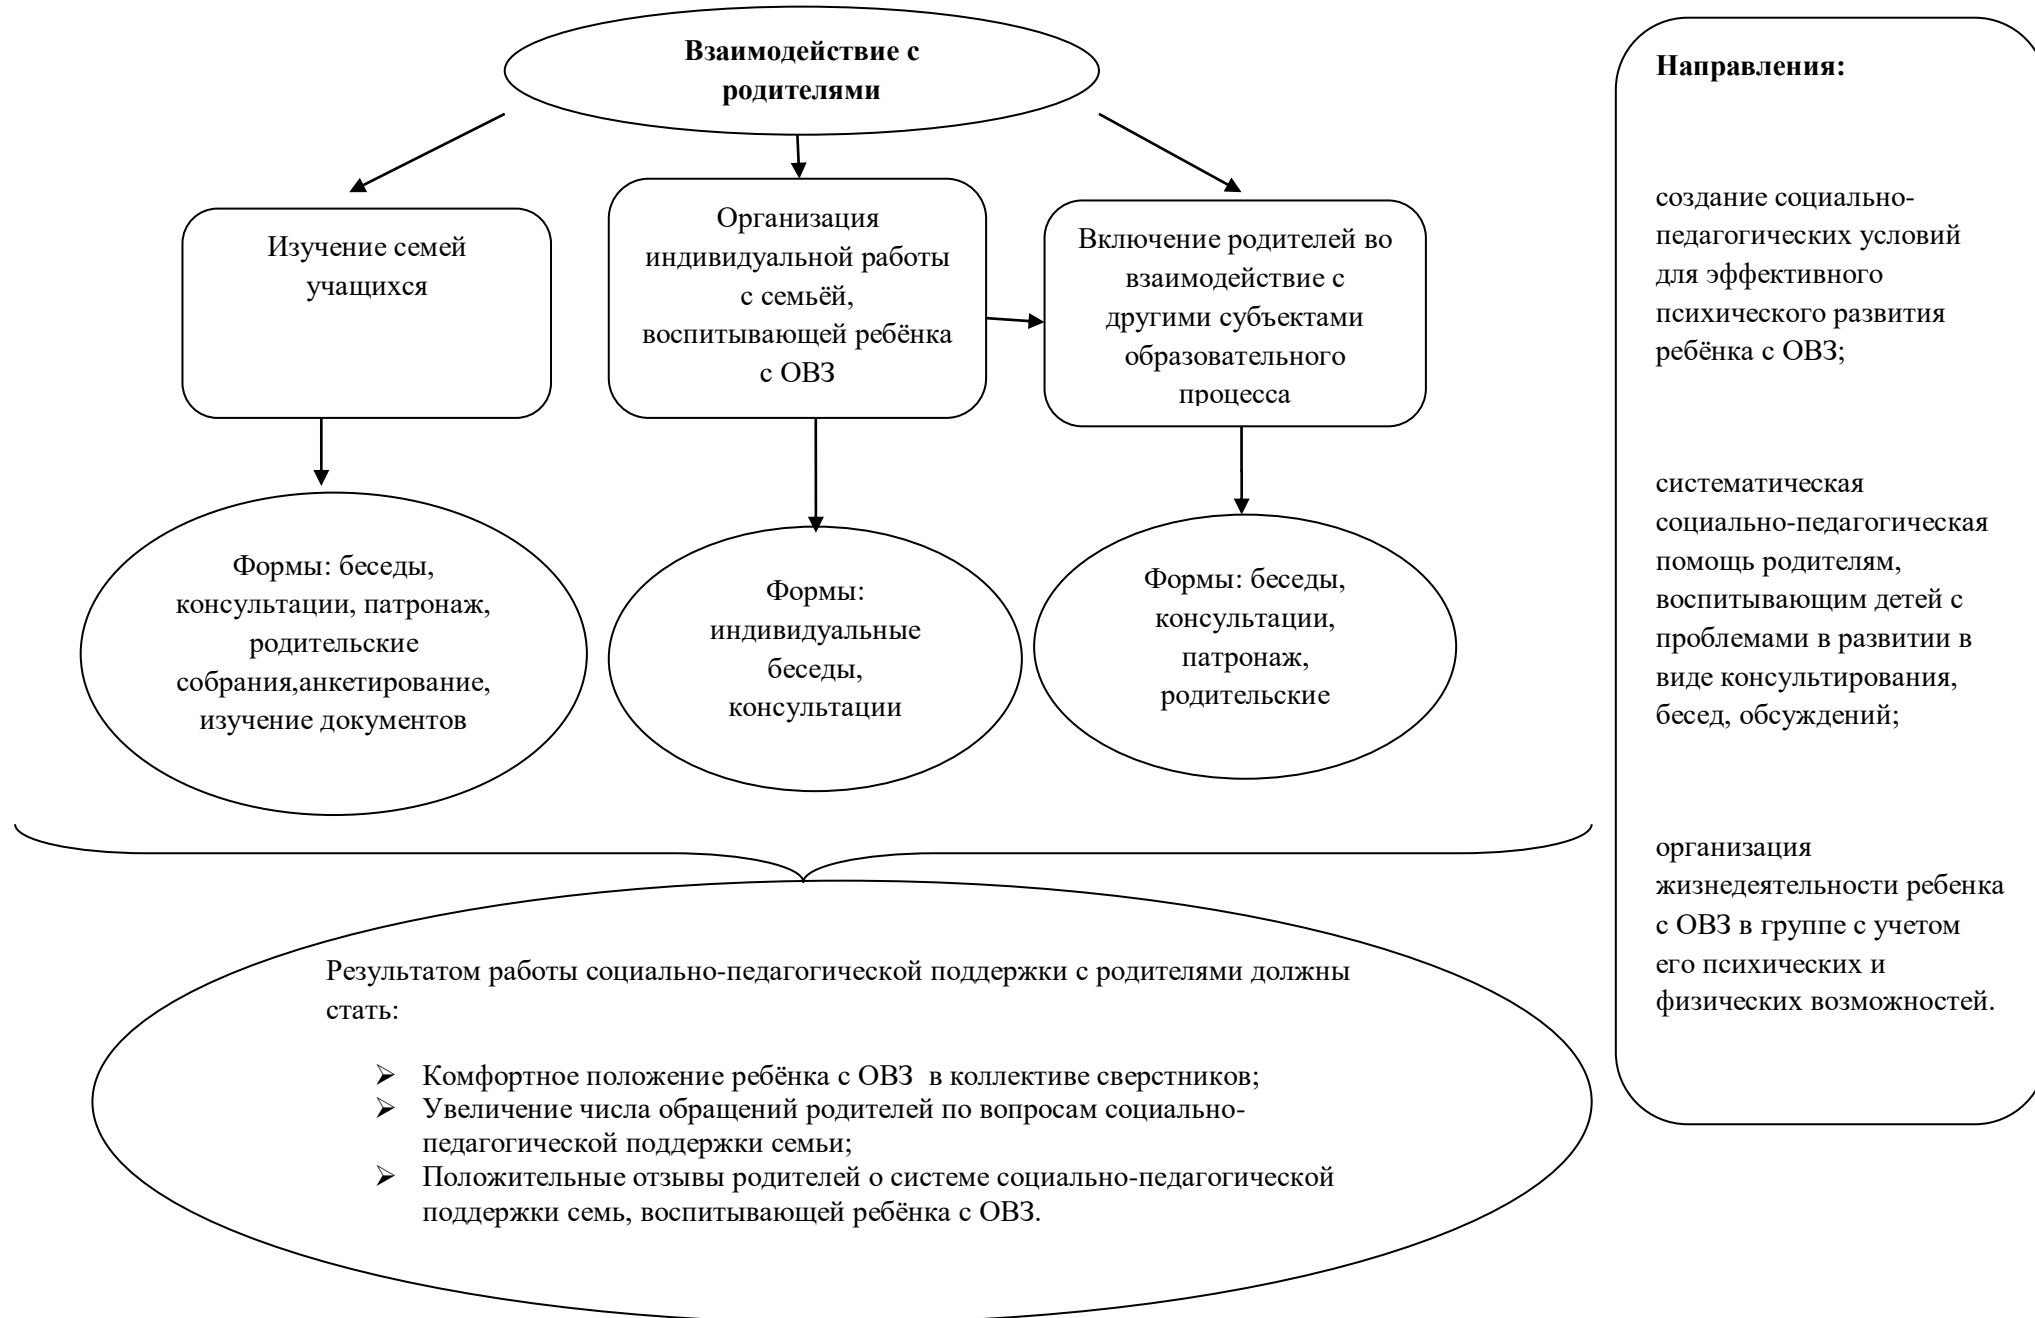 Взаимодействие с
родителями
Изучение семей
учащихся
Организация
индивидуальной работы
с семьёй,
воспитывающей ребёнка
с ОВЗ
Включение родителей во
взаимодействие с
другими субъектами
образовательного
процесса
Формы: беседы,
консультации, патронаж,
родительские
собрания,анкетирование,
изучение документов
Формы:
индивидуальные
беседы,
консультации
Формы: беседы,
консультации,
патронаж,
родительские
Результатом работы социально-педагогической поддержки с родителями должны
стать:
➢ Комфортное положение ребёнка с ОВЗ  в коллективе сверстников;
➢ Увеличение числа обращений родителей по вопросам социально-
педагогической поддержки семьи;
➢ Положительные отзывы родителей о системе социально-педагогической
поддержки семь, воспитывающей ребёнка с ОВЗ.
Направления:
создание социально-
педагогических условий
для эффективного
психического развития
ребёнка с ОВЗ;
систематическая
социально-педагогическая
помощь родителям,
воспитывающим детей с
проблемами в развитии в
виде консультирования,
бесед, обсуждений;
организация
жизнедеятельности ребенка
с ОВЗ в группе с учетом
его психических и
физических возможностей.